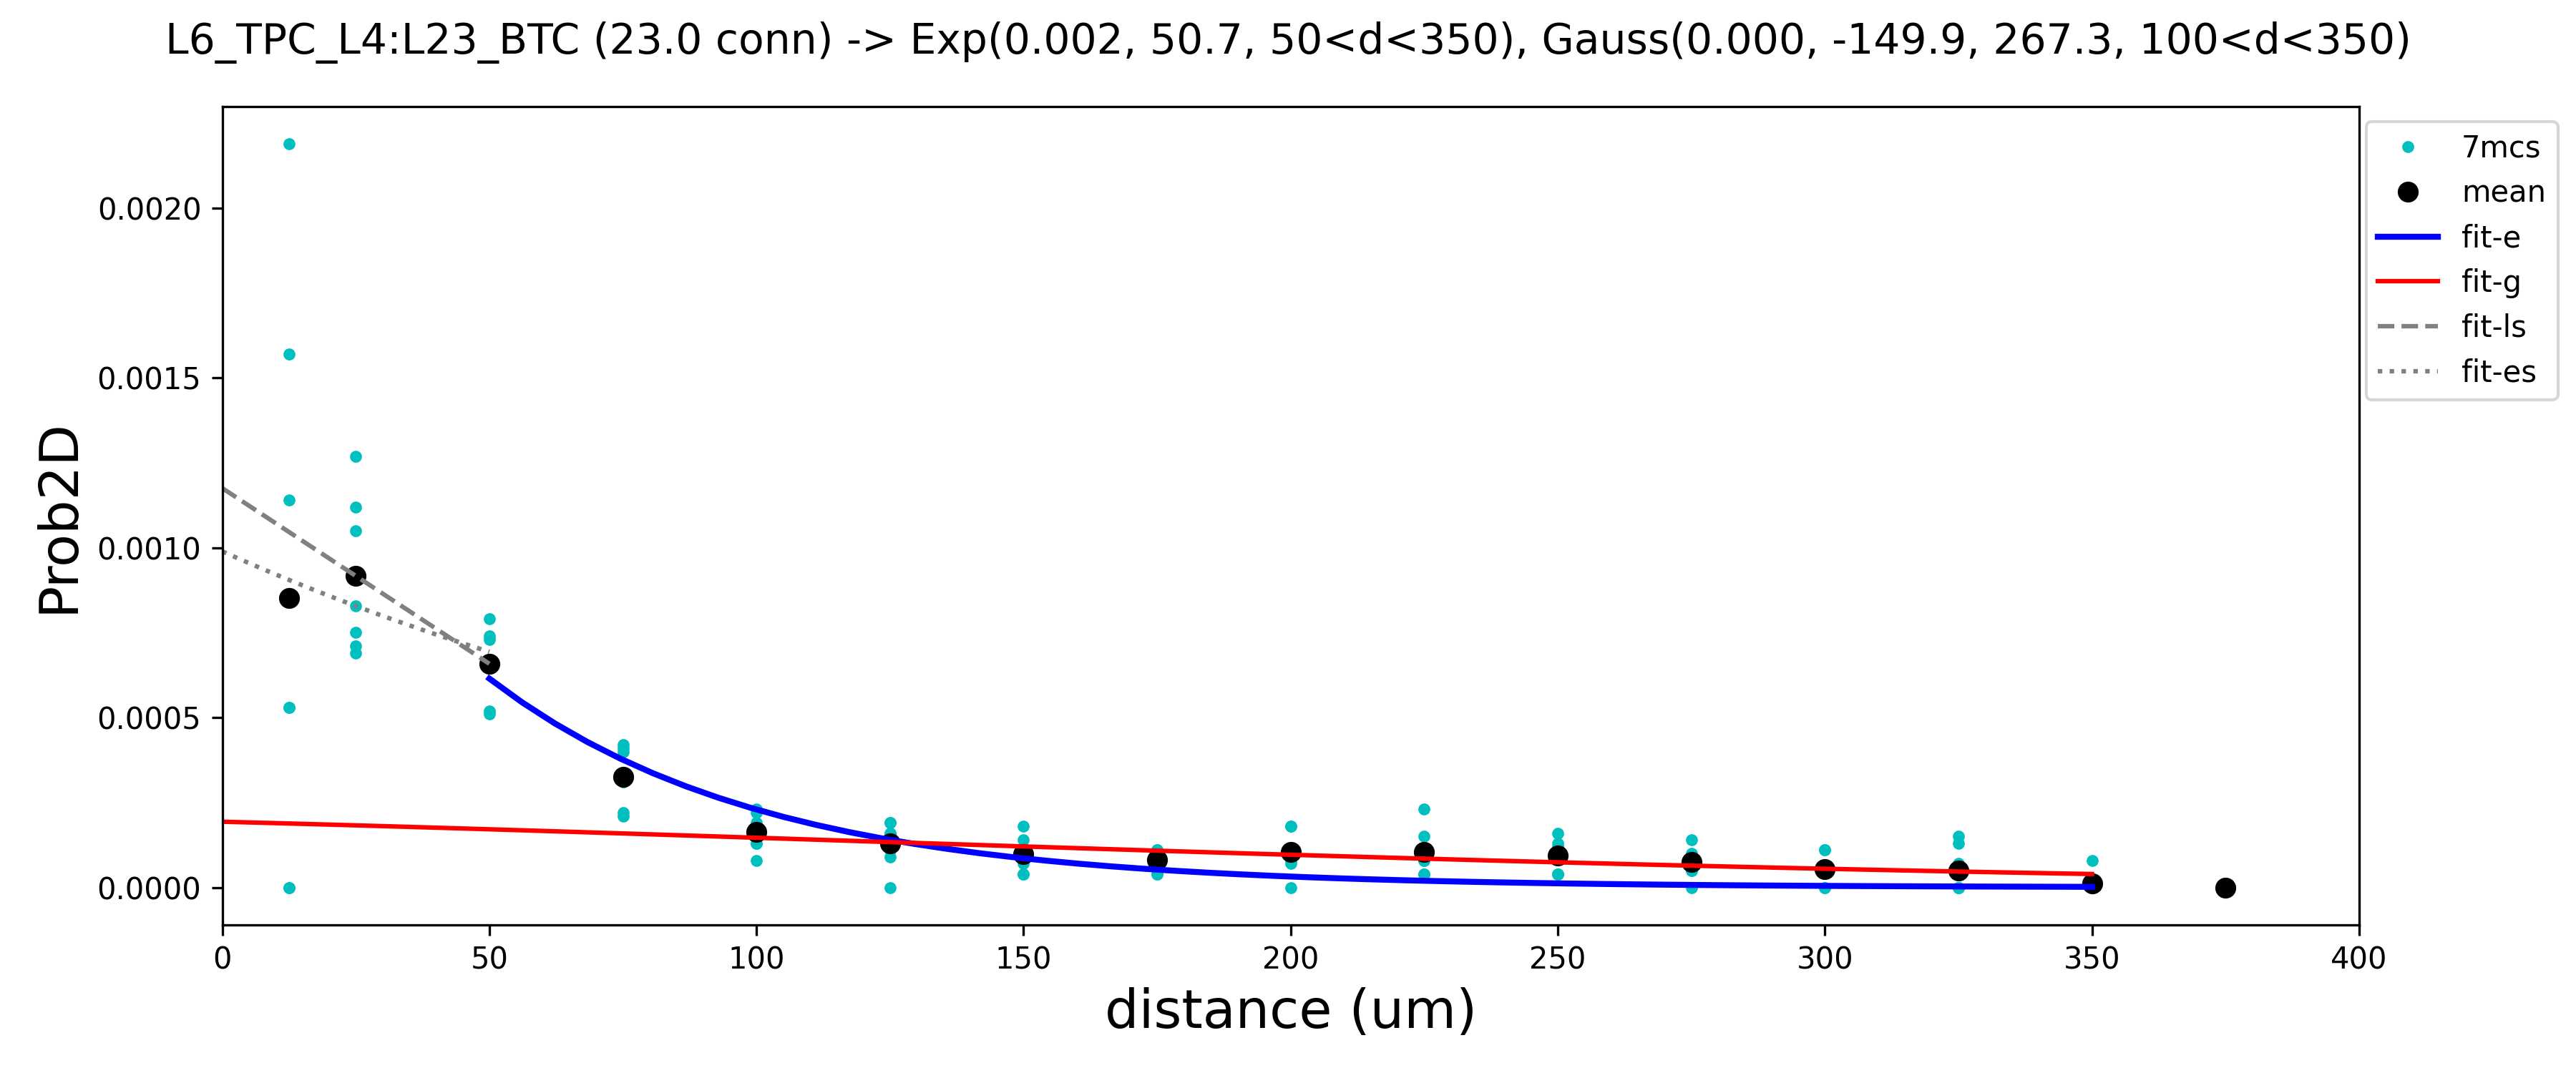 L6_TPC_L4:L23_BTC (23.0 conn) -> Exp(0.002, 50.7, 50<d<350), Gauss(0.000, -149.9, 267.3, 100<d<350)
7mcs
mean
fit-e
fit-g
fit-ls
fit-es
Prob2D
0.0020
0.0015
0.0010
0.0005
0.0000
0 50 100 150 200 250 300 350 400
distance (um)